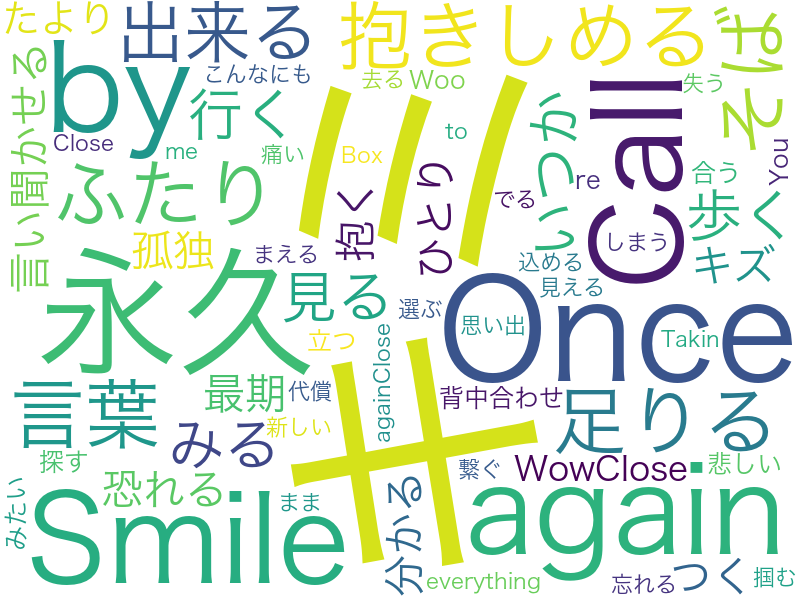 たより
出来る
抱きしめる
そば
by
こんなにも
去る
Woo
失う
言い聞かせる
行く
///
Call
いつか
Close
me
痛い
Box
to
You
ふたり
抱く
ひとり
でる
re
合う
歩く
孤独
まえる
しまう
キズ
永久
見る
込める
見える
選ぶ
Once
思い出
立つ
Takin
againClose
言葉
最期
代償
背中合わせ
足りる
みる
新しい
#
探す
恐れる
繋ぐ
WowClose
悲しい
みたい
Smile
まま
分かる
again
everything
忘れる
つく
掴む